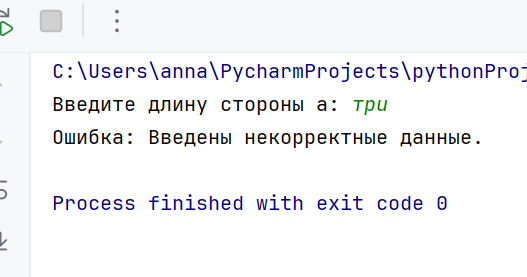 C:\Users\anna\PycharmProjects\pythonProj
Введите длину стороны a: три
Ошибка: Введены некорректные данные.
Process finished with exit code 0